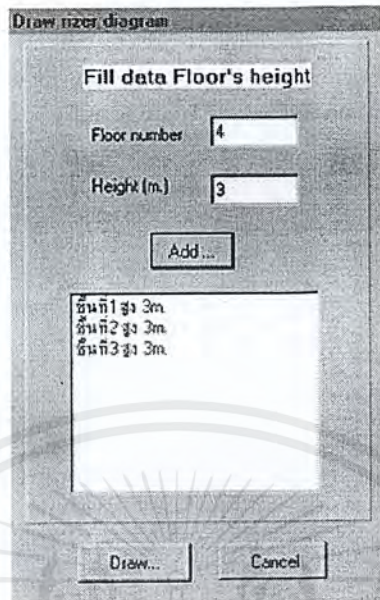 Draw rizer diagram
Fill data Floor's height
Floor number 4
Height (m.) 3
Add ...
ชั้นที่1 สูง 3m.
ชั้นที่2 สูง 3m.
ชั้นที่3 สูง 3m.
Draw... Cancel